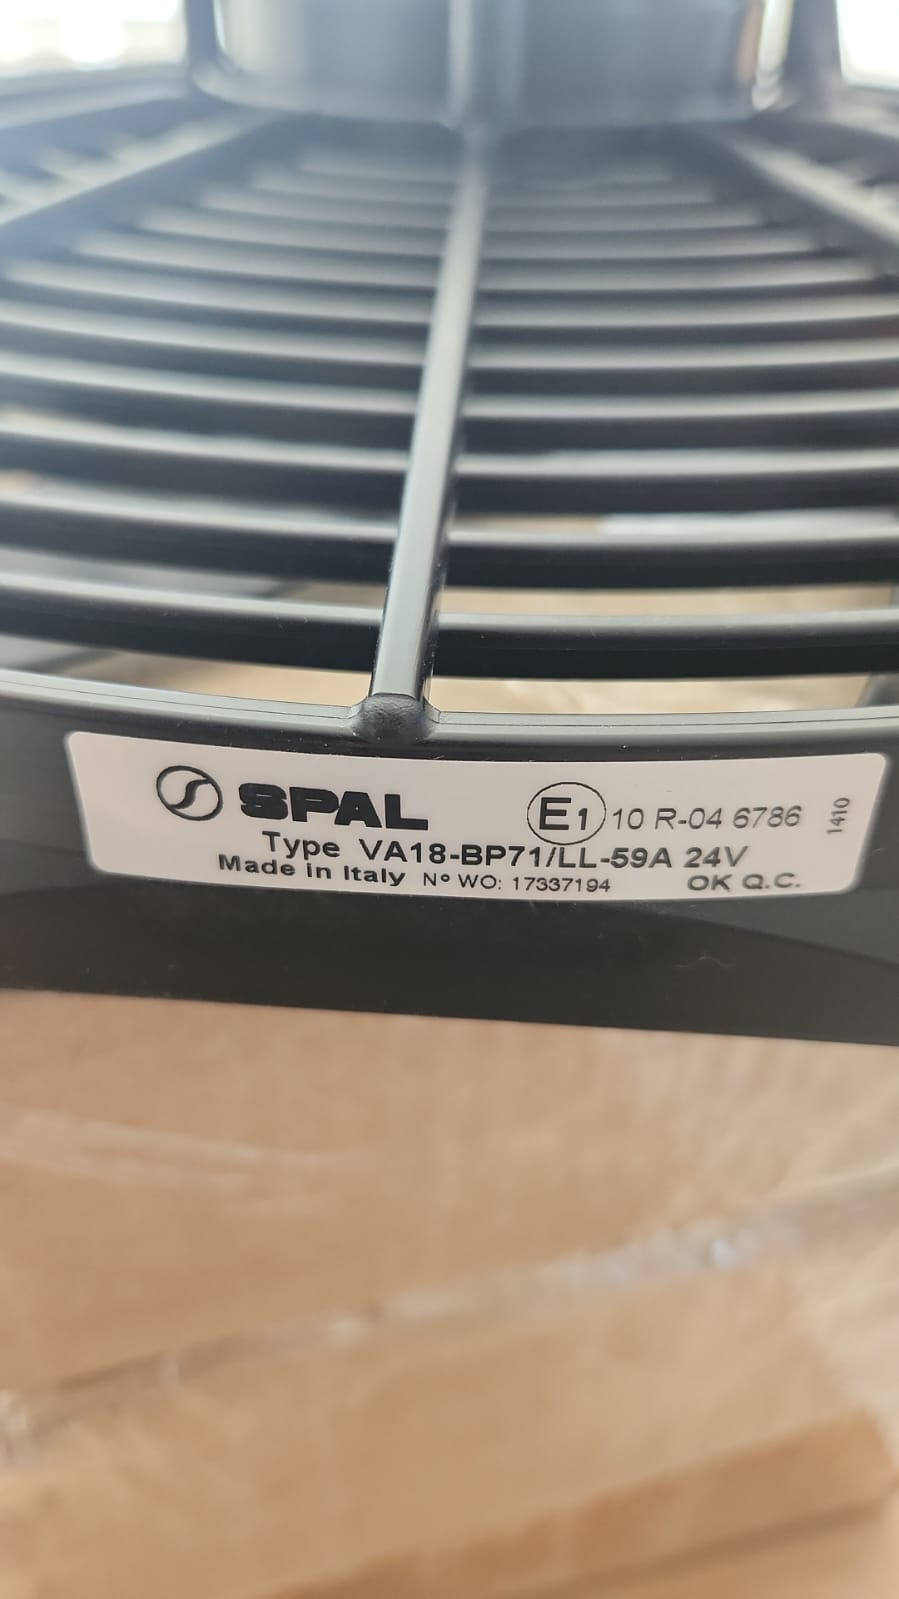 SPAL E1 10 R-04 6786
1410
Type VA18-BP71/LL-59A 24V
Made in Italy N° WO: 17337194 OK Q.C.